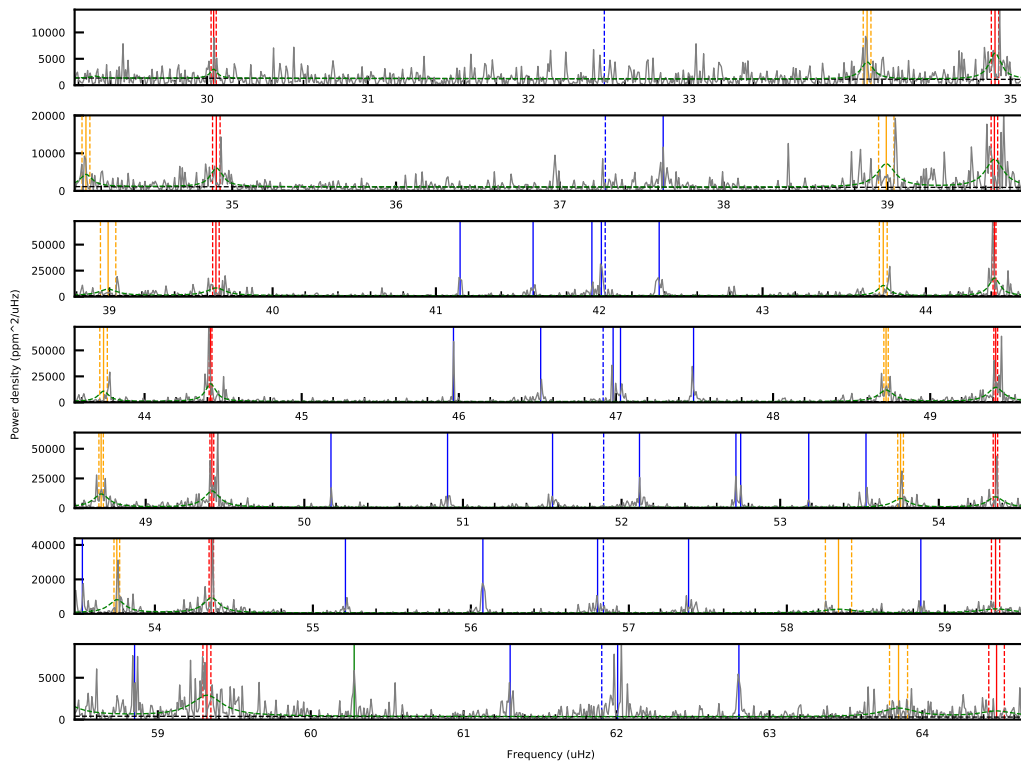 10000
5000
0
30 31 32 33 34 35
20000
10000
0
35 36 37 38 39
50000
25000
0
39 40 41 42 43 44
50000
25000
0
44 45 46 47 48 49
Power density (ppm^2/uHz)
50000
25000
0
49 50 51 52 53 54
40000
20000
0
54 55 56 57 58 59
5000
0
59 60 61 62 63 64
Frequency (uHz)